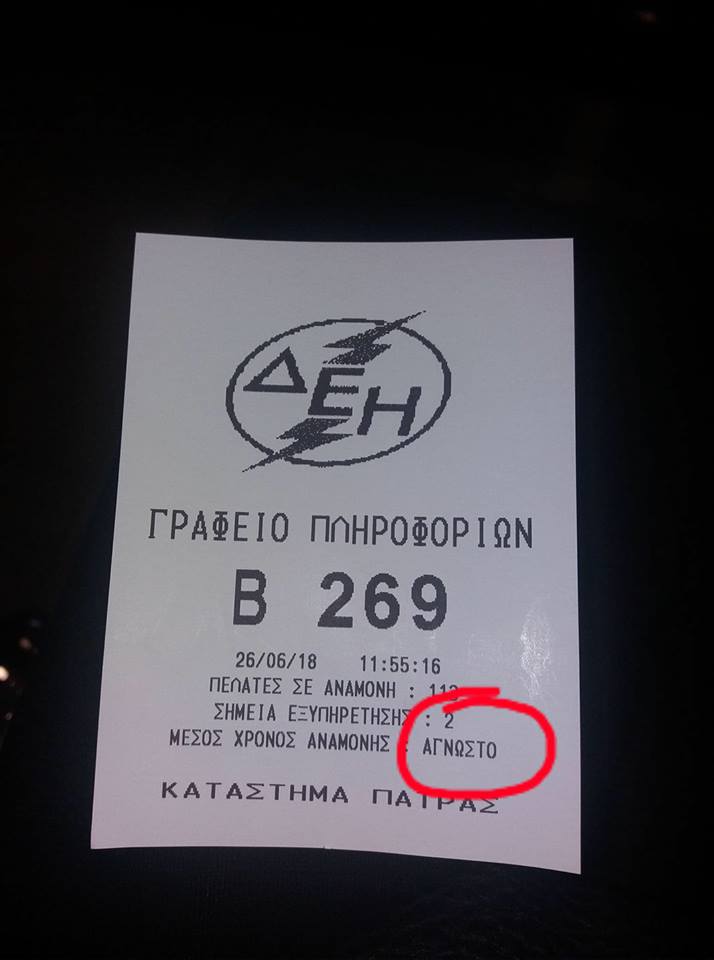 ΔΕΗ
ΓΡΑΦΕΙΟ ΠΛΗΡΟΦΟΡΙΩΝ
Β 269
26/06/18 11:55:16
ΠΕΛΑΤΕΣ ΣΕ ΑΝΑΜΟΝΗ :
ΣΗΜΕΙΑ ΕΞΥΠΗΡΕΤΗΣΗΣ : 2
ΜΕΣΟΣ ΧΡΟΝΟΣ ΑΝΑΜΟΝΗΣ : ΑΓΝΩΣΤΟ
ΚΑΤΑΣΤΗΜΑ ΠΑΤΡΑΣ